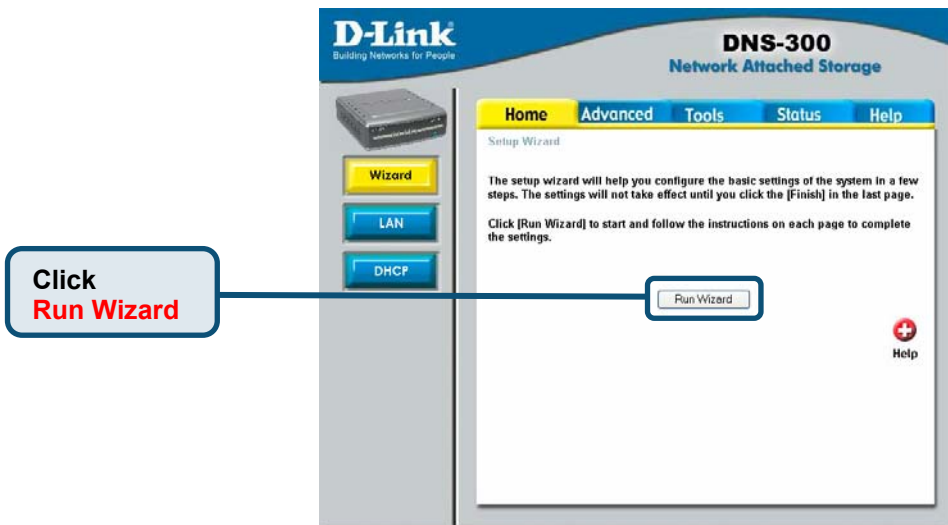 D-Link
Building Networks for People
DNS-300
Network Attached Storage
Home Advanced Tools Status Help
Setup Wizard
Wizard
The setup wizard will help you configure the basic settings of the system in a few
steps. The settings will not take effect until you click the [Finish] in the last page.
LAN
Click [Run Wizard] to start and follow the instructions on each page to complete
the settings.
DHCP
Click
Run Wizard
Run Wizard
Help